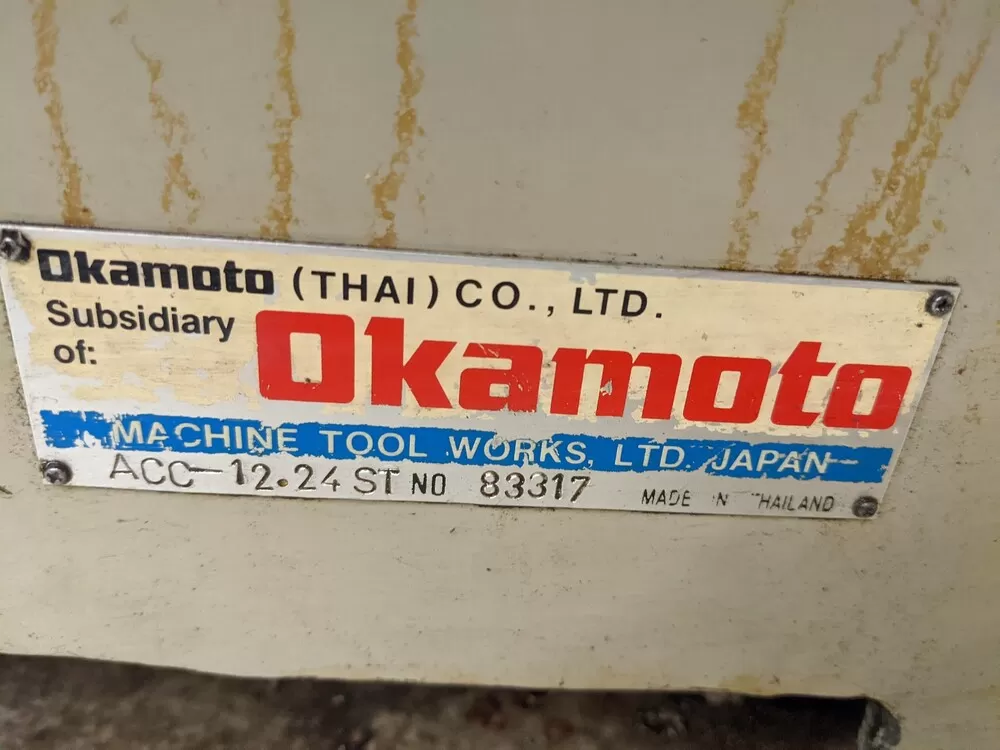 Okamoto (THAI) CO., LTD.
Subsidiary of: Okamoto
MACHINE TOOL WORKS, LTD. JAPAN
ACC-12.24 ST NO 83317 MADE IN THAILAND